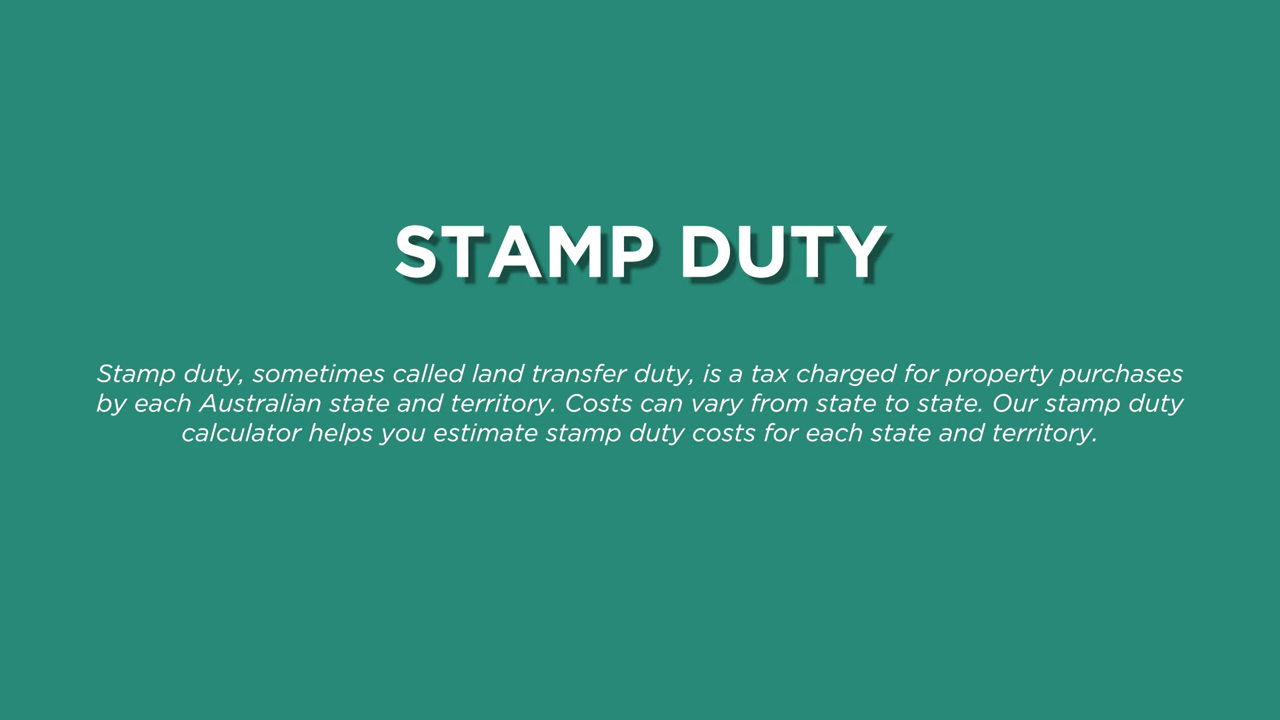 STAMP DUTY
Stamp duty, sometimes called land transfer duty, is a tax charged for property purchases
by each Australian state and territory. Costs can vary from state to state. Our stamp duty
calculator helps you estimate stamp duty costs for each state and territory.